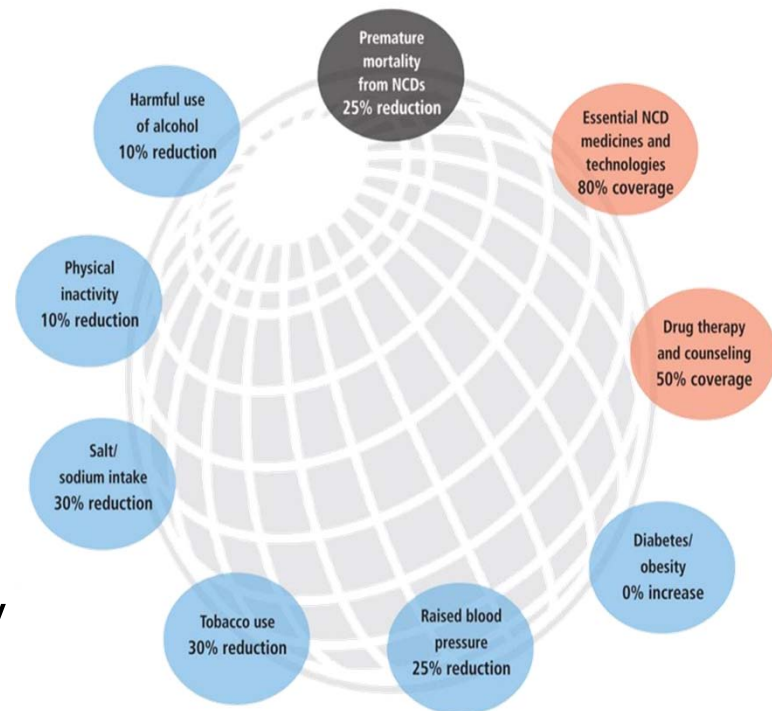 Premature
mortality
from NCDs
25% reduction
Essential NCD
medicines and
technologies
80% coverage
Drug therapy
and counseling
50% coverage
Diabetes/
obesity
0% increase
Raised blood
pressure
25% reduction
Tobacco use
30% reduction
Salt/
sodium intake
30% reduction
Physical
inactivity
10% reduction
Harmful use
of alcohol
10% reduction